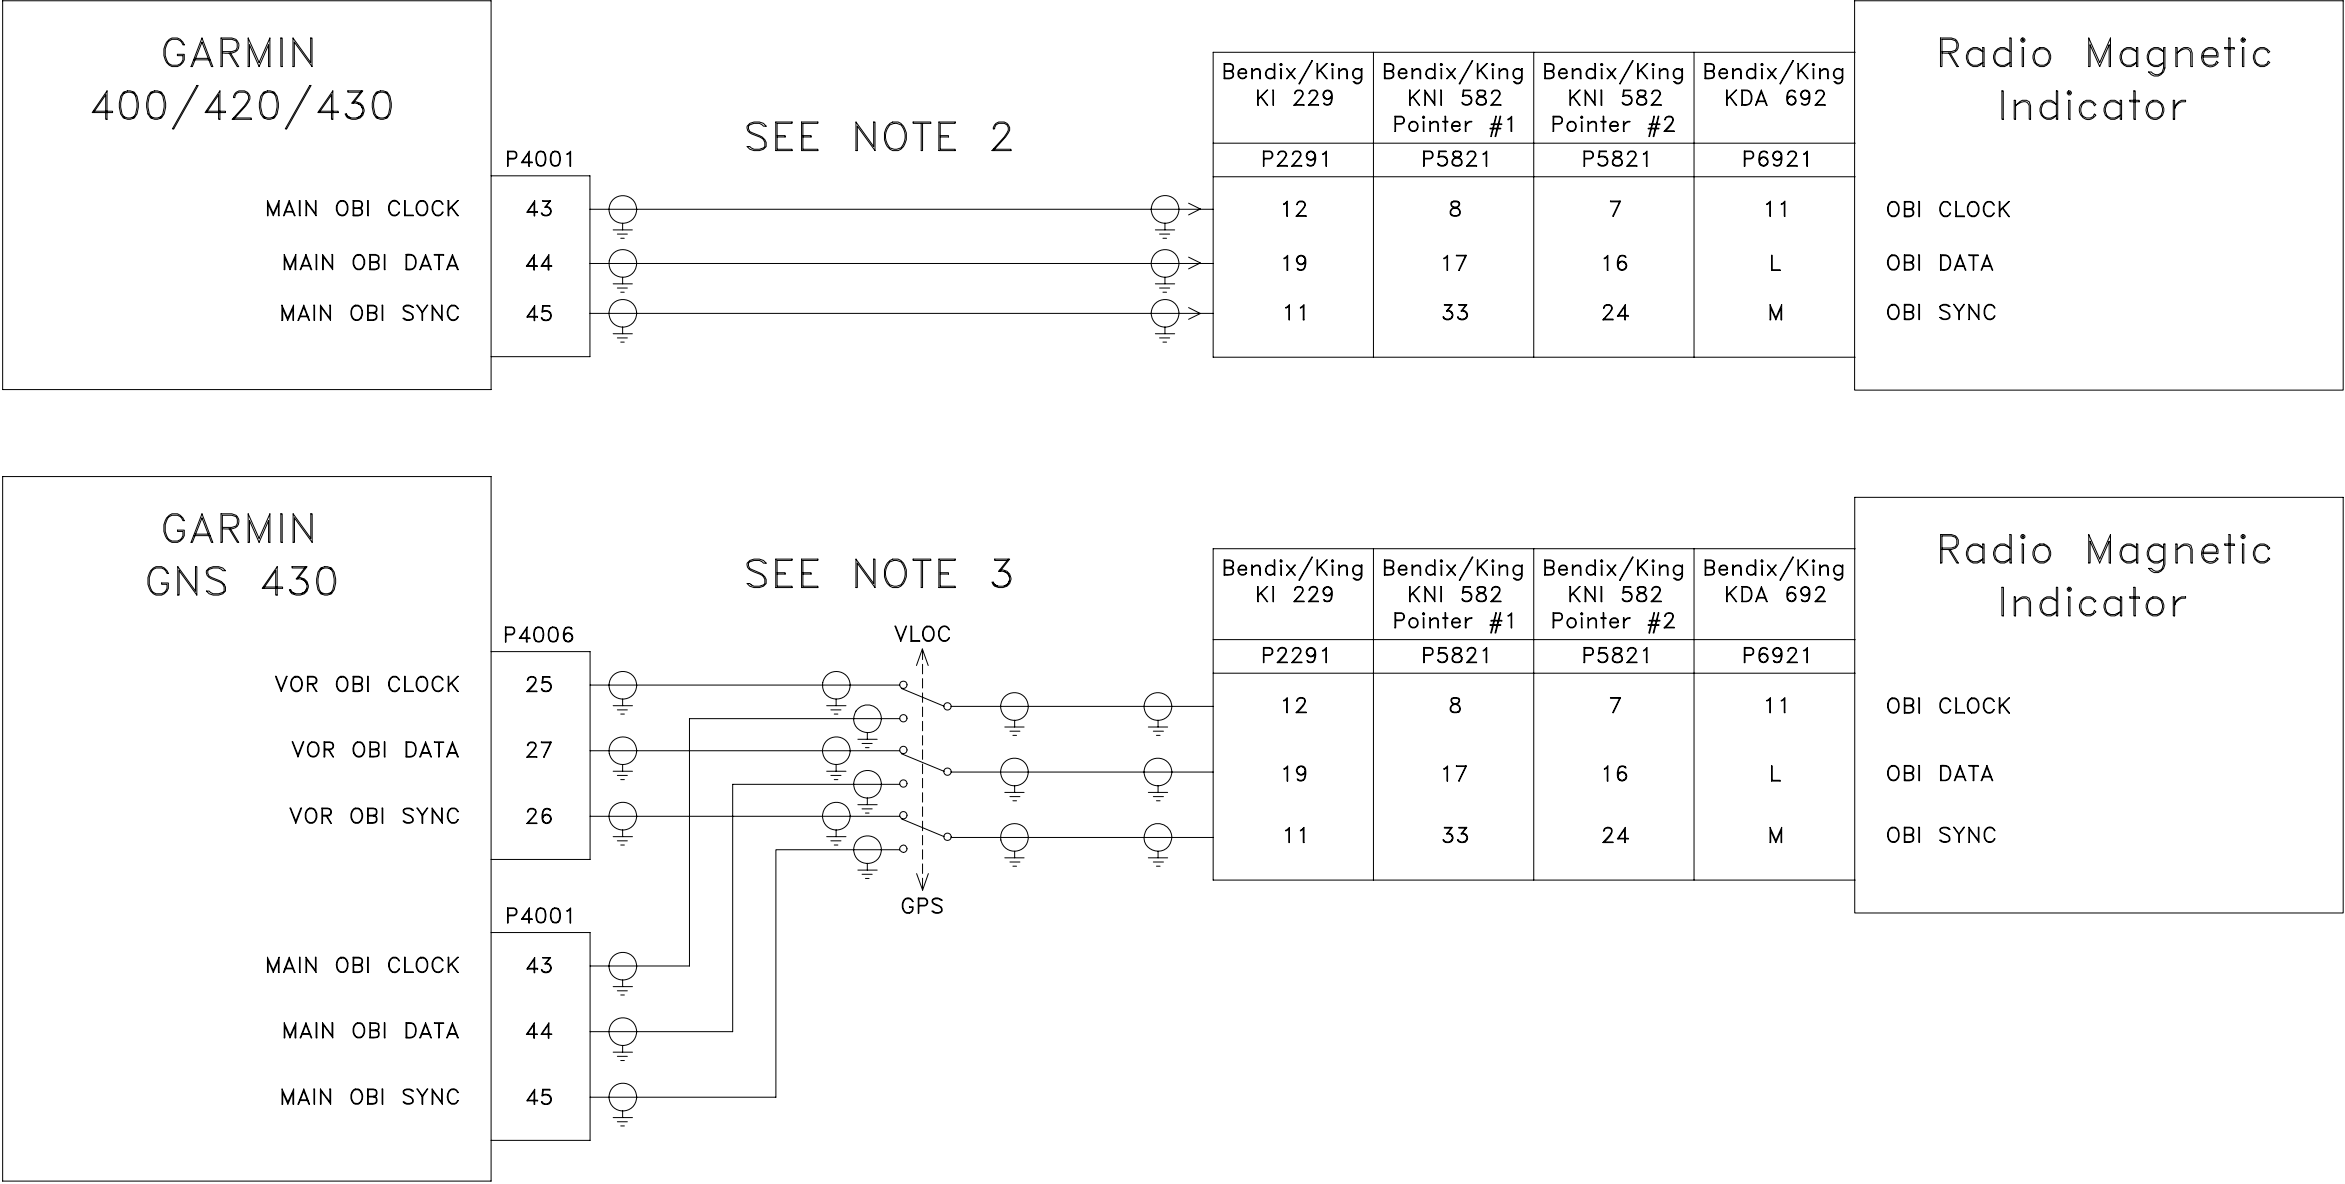 GARMIN
400/420/430
SEE NOTE 2
Bendix/King
KI 229
Bendix/King
KNI 582
Pointer #1
Bendix/King
KNI 582
Pointer #2
Bendix/King
KDA 692
Radio Magnetic
Indicator
P4001
P2291 P5821 P5821 P6921
MAIN OBI CLOCK 43 12 8 7 11 OBI CLOCK
MAIN OBI DATA 44 19 17 16 L OBI DATA
MAIN OBI SYNC 45 11 33 24 M OBI SYNC
GARMIN
GNS 430
SEE NOTE 3
Bendix/King
KI 229
Bendix/King
KNI 582
Pointer #1
Bendix/King
KNI 582
Pointer #2
Bendix/King
KDA 692
Radio Magnetic
Indicator
P4006
VLOC
P2291 P5821 P5821 P6921
VOR OBI CLOCK 25 12 8 7 11 OBI CLOCK
VOR OBI DATA 27 19 17 16 L OBI DATA
VOR OBI SYNC 26 11 33 24 M OBI SYNC
GPS
P4001
MAIN OBI CLOCK 43
MAIN OBI DATA 44
MAIN OBI SYNC 45